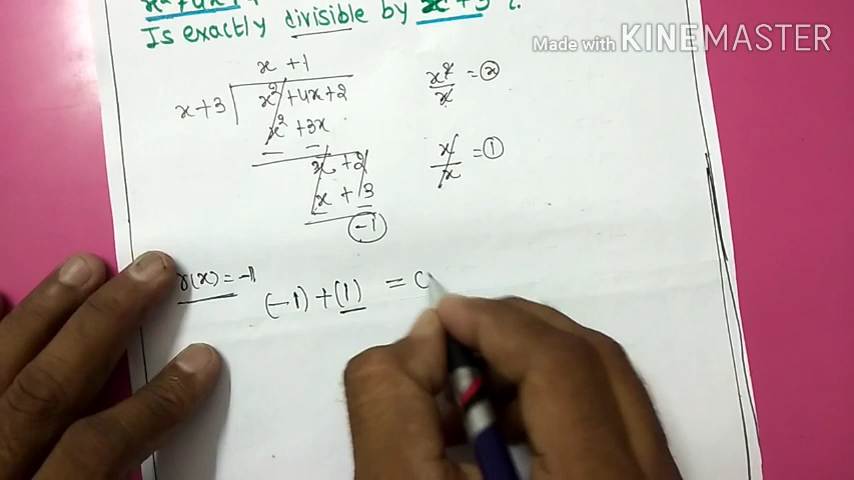 Is exactly divisible by x + 3 ?
Made with KINEMASTER
x + 1
x + 3 x² + 4x + 2
x² + 3x
– –
x + 2
x + 3
– –
-1
x²/x = x
x/x = 1
r(x) = -1
(-1) + (1) =